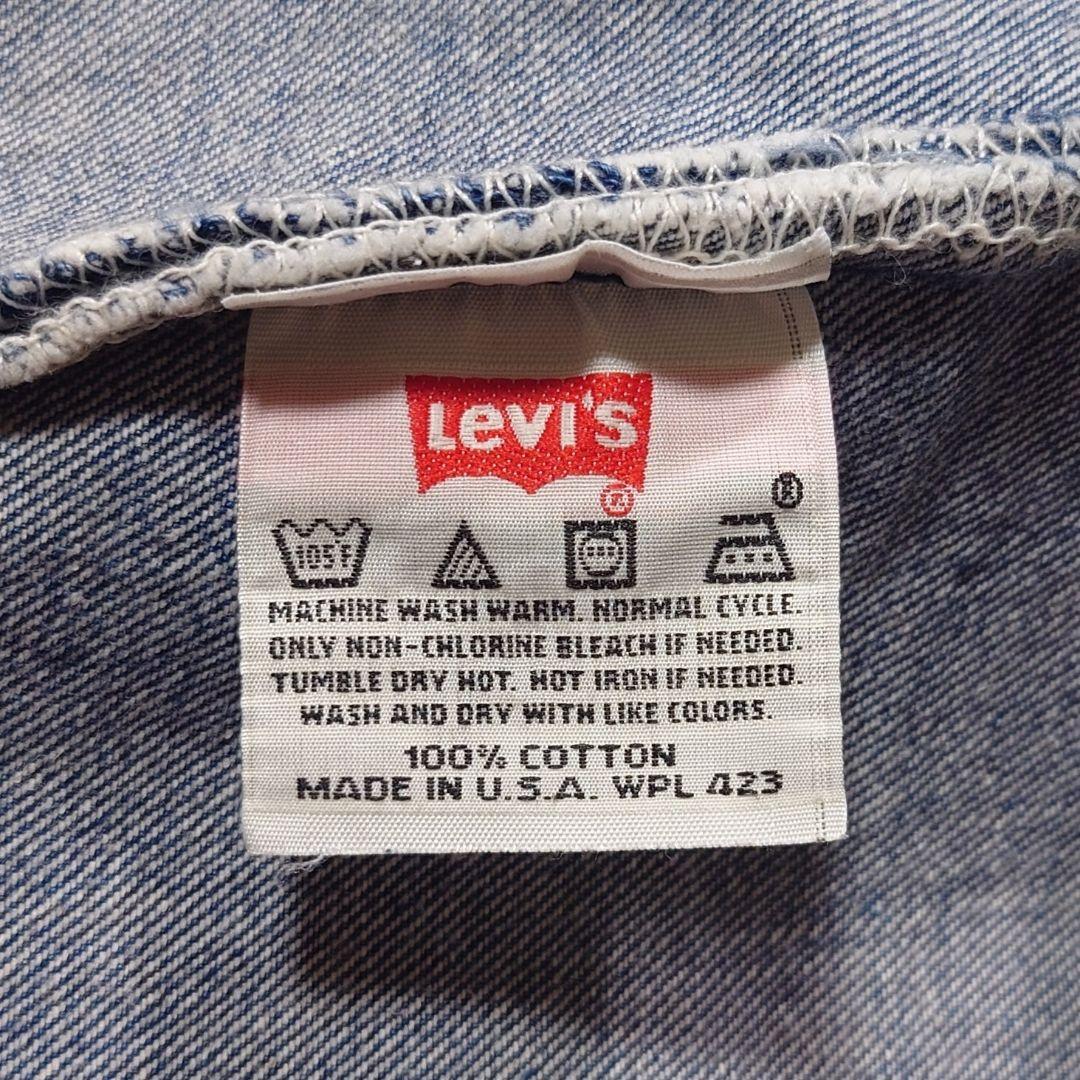 Levi's
®
®
105F
MACHINE WASH WARM. NORMAL CYCLE.
ONLY NON-CHLORINE BLEACH IF NEEDED.
TUMBLE DRY HOT. HOT IRON IF NEEDED.
WASH AND DRY WITH LIKE COLORS.
100% COTTON
MADE IN U.S.A. WPL 423